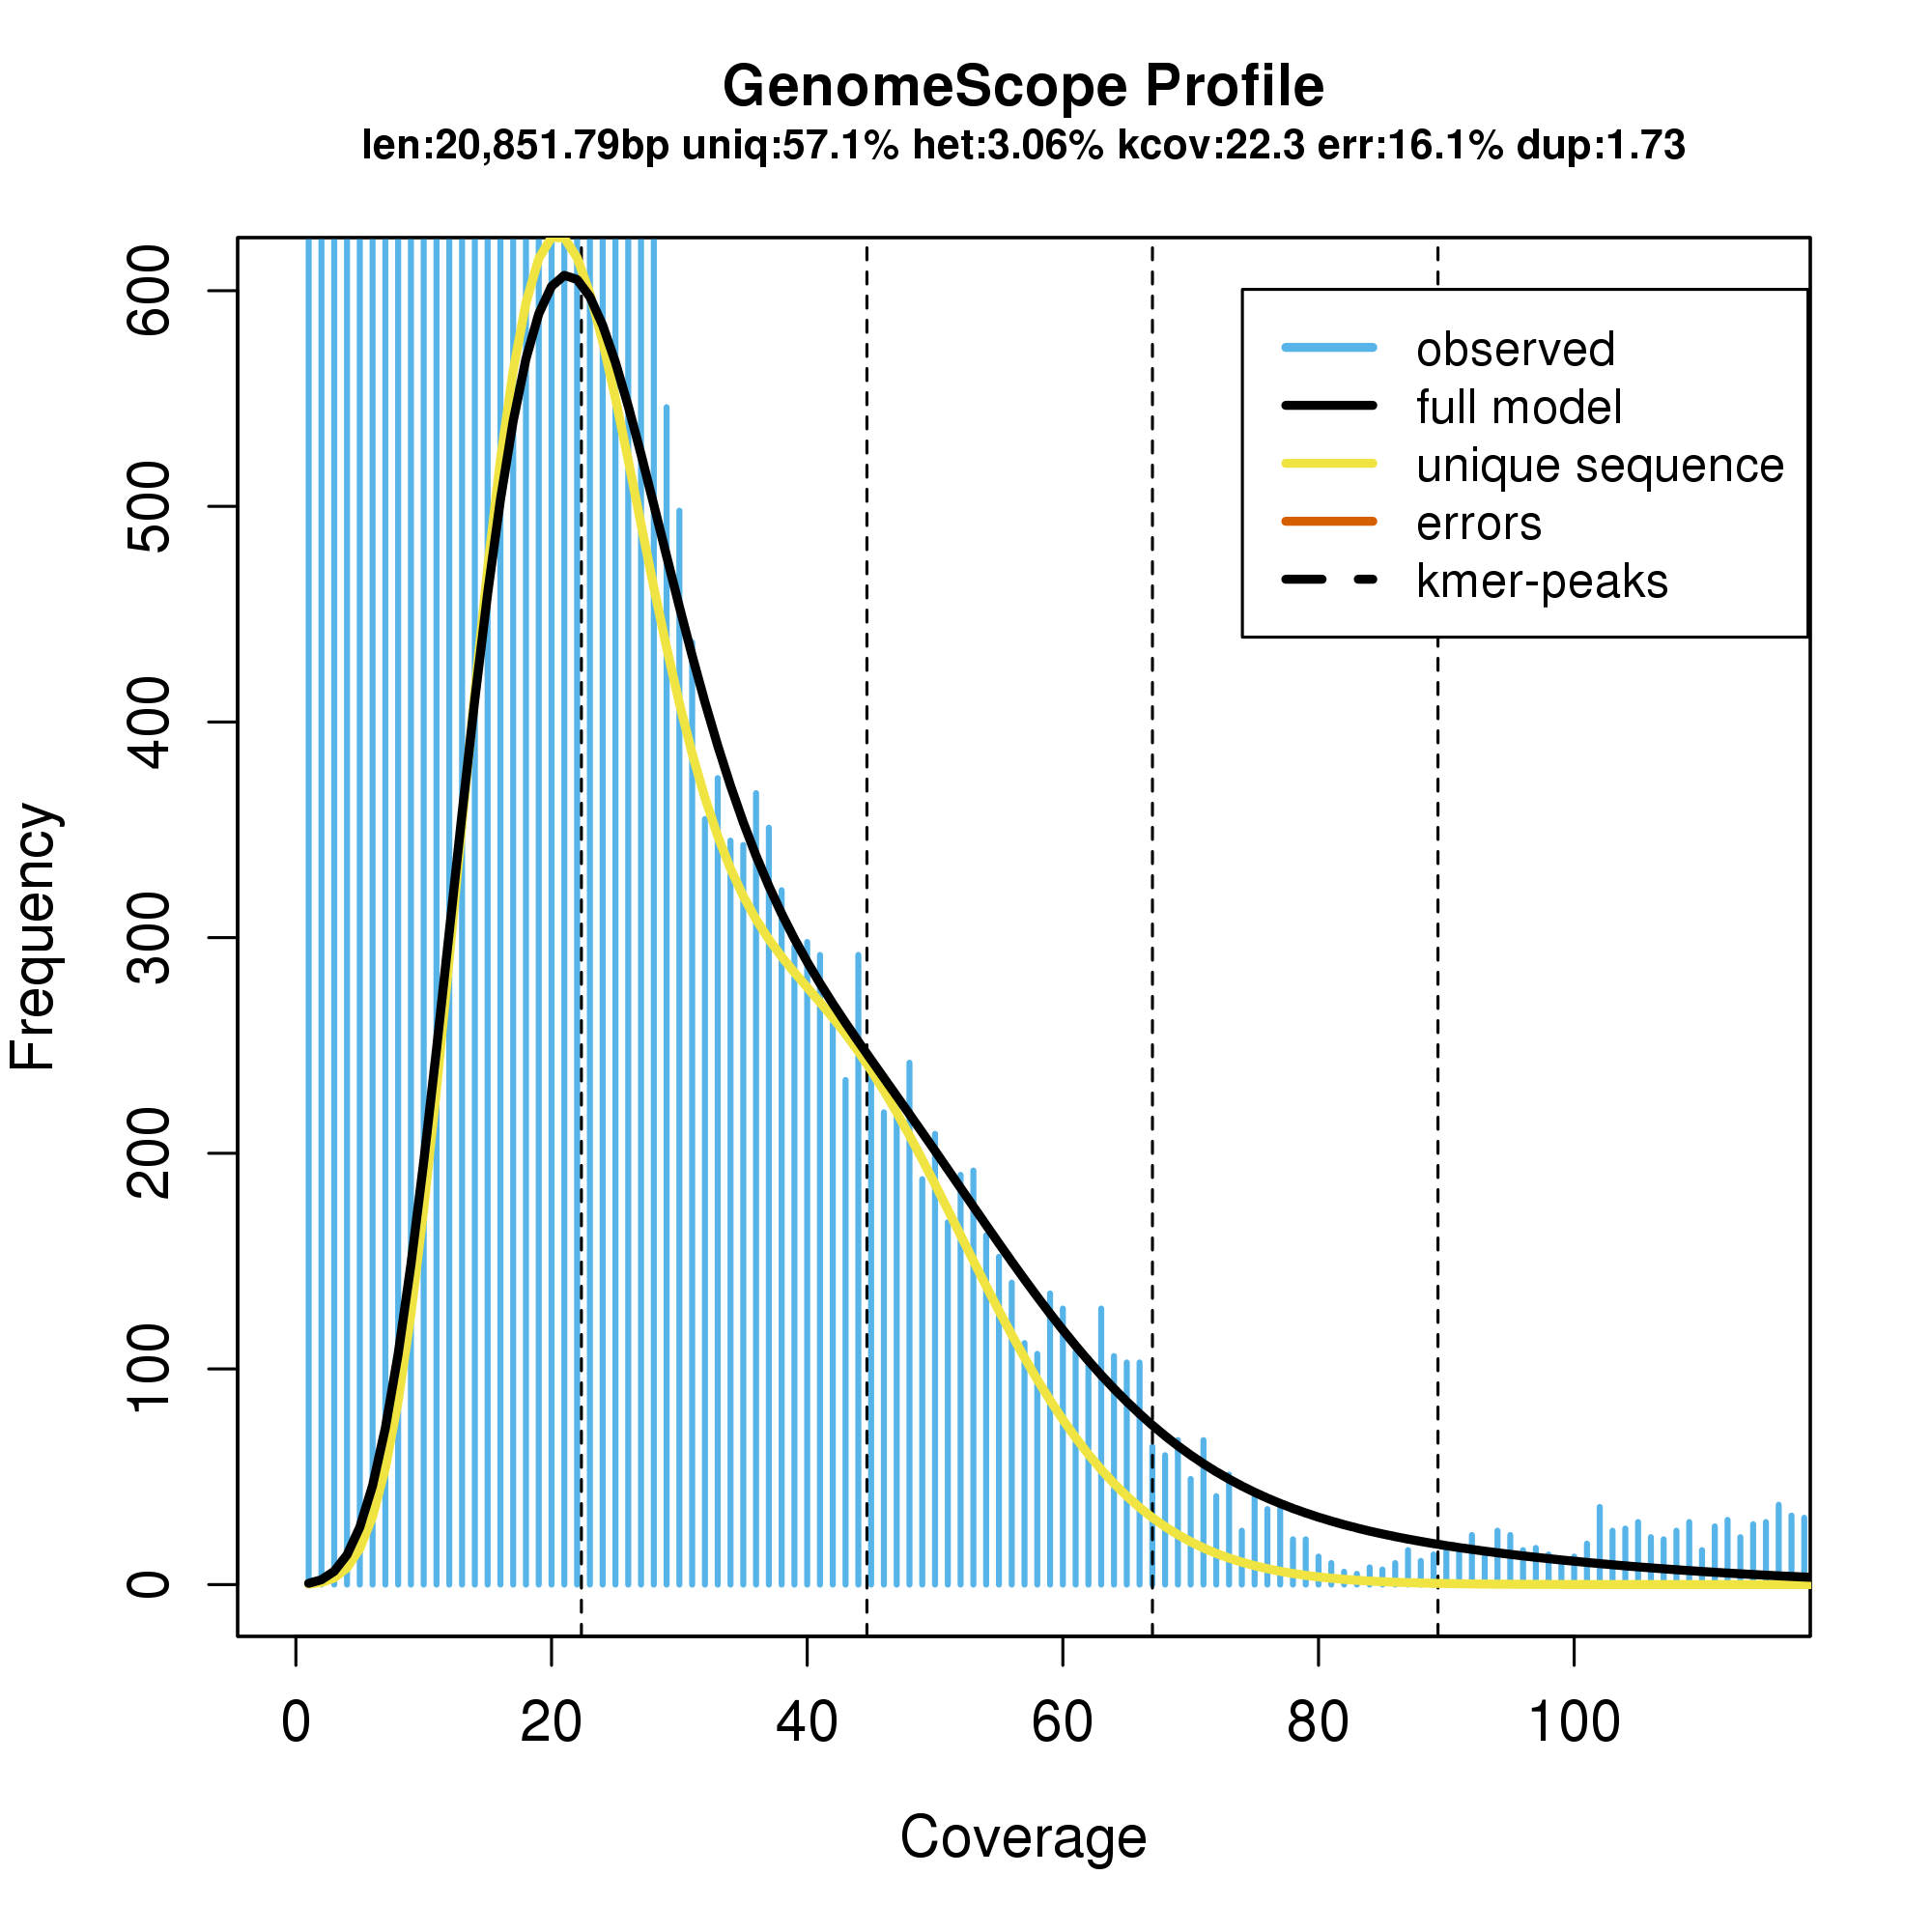 GenomeScope Profile
len:20,851.79bp uniq:57.1% het:3.06% kcov:22.3 err:16.1% dup:1.73
observed
full model
unique sequence
errors
kmer-peaks
Frequency
600
500
400
300
200
100
0
0 20 40 60 80 100
Coverage